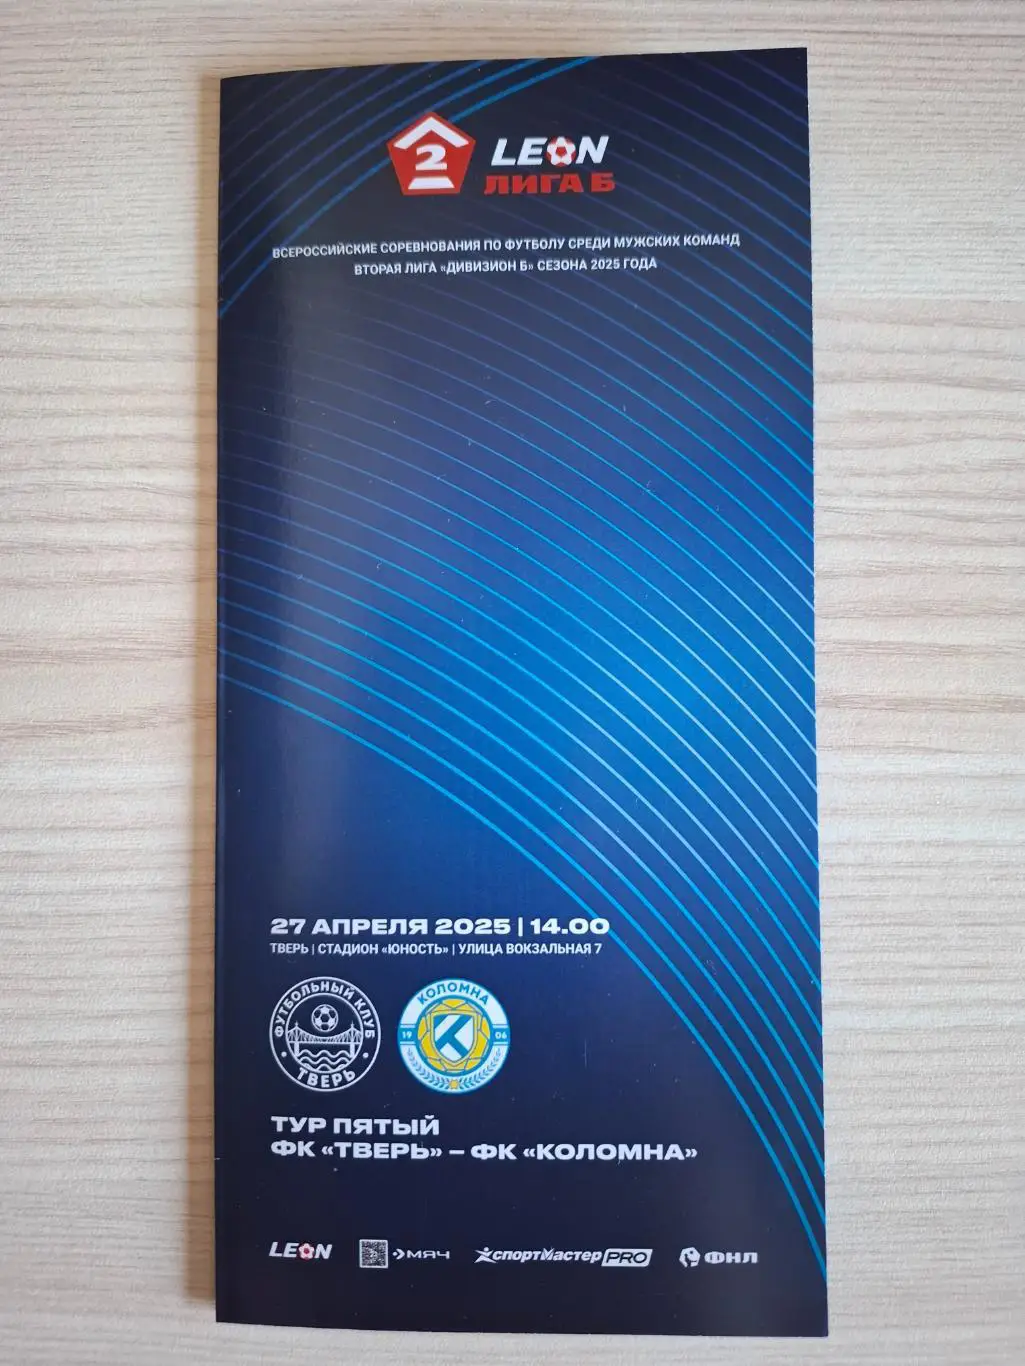 2
LEON
ЛИГА Б
ВСЕРОССИЙСКИЕ СОРЕВНОВАНИЯ ПО ФУТБОЛУ СРЕДИ МУЖСКИХ КОМАНД
ВТОРАЯ ЛИГА «ДИВИЗИОН Б» СЕЗОНА 2025 ГОДА
27 АПРЕЛЯ 2025 | 14.00
ТВЕРЬ | СТАДИОН «ЮНОСТЬ» | УЛИЦА ВОКЗАЛЬНАЯ 7
ФУТБОЛЬНЫЙ КЛУБ
ТВЕРЬ
КОЛОМНА
19 К 06
ТУР ПЯТЫЙ
ФК «ТВЕРЬ» – ФК «КОЛОМНА»
LEON МЯЧ СПОРТМАСТЕР PRO ФНЛ